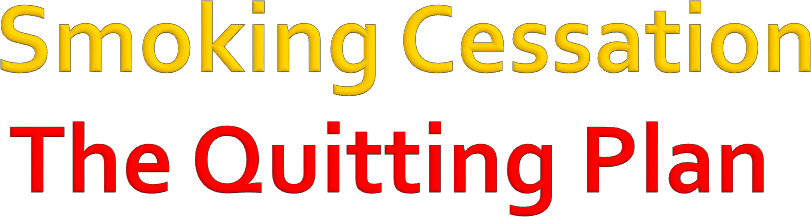 Smoking Cessation
The Quitting Plan